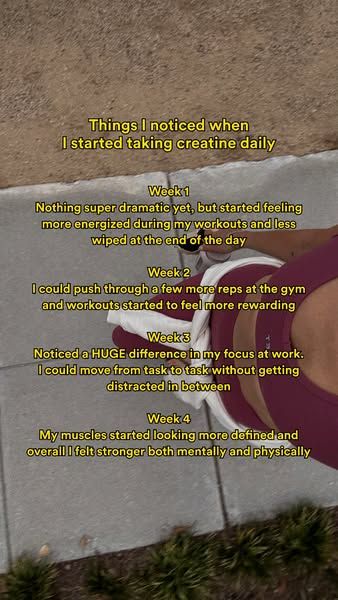 Things I noticed when
I started taking creatine daily
Week 1
Nothing super dramatic yet, but started feeling
more energized during my workouts and less
wiped at the end of the day
Week 2
I could push through a few more reps at the gym
and workouts started to feel more rewarding
Week 3
Noticed a HUGE difference in my focus at work.
I could move from task to task without getting
distracted in between
Week 4
My muscles started looking more defined and
overall I felt stronger both mentally and physically